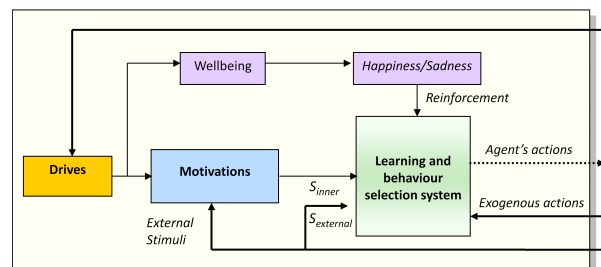 Wellbeing
Happiness/Sadness
Reinforcement
Drives
Motivations
Learning and
behaviour
selection system
Agent's actions
S_inner
S_external
Exogenous actions
External
Stimuli